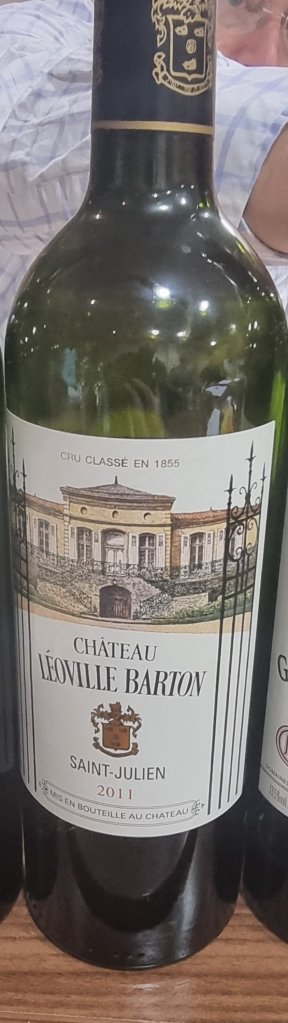 CRU CLASSÉ EN 1855
CHÂTEAU
LÉOVILLE BARTON
SAINT-JULIEN
2011
MIS EN BOUTEILLE AU CHATEAU
G